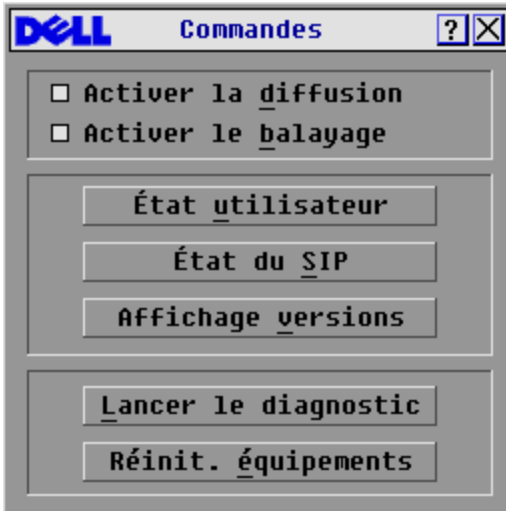 DELL Commandes ?
Activer la diffusion
Activer le balayage
État utilisateur
État du SIP
Affichage versions
Lancer le diagnostic
Réinit. équipements